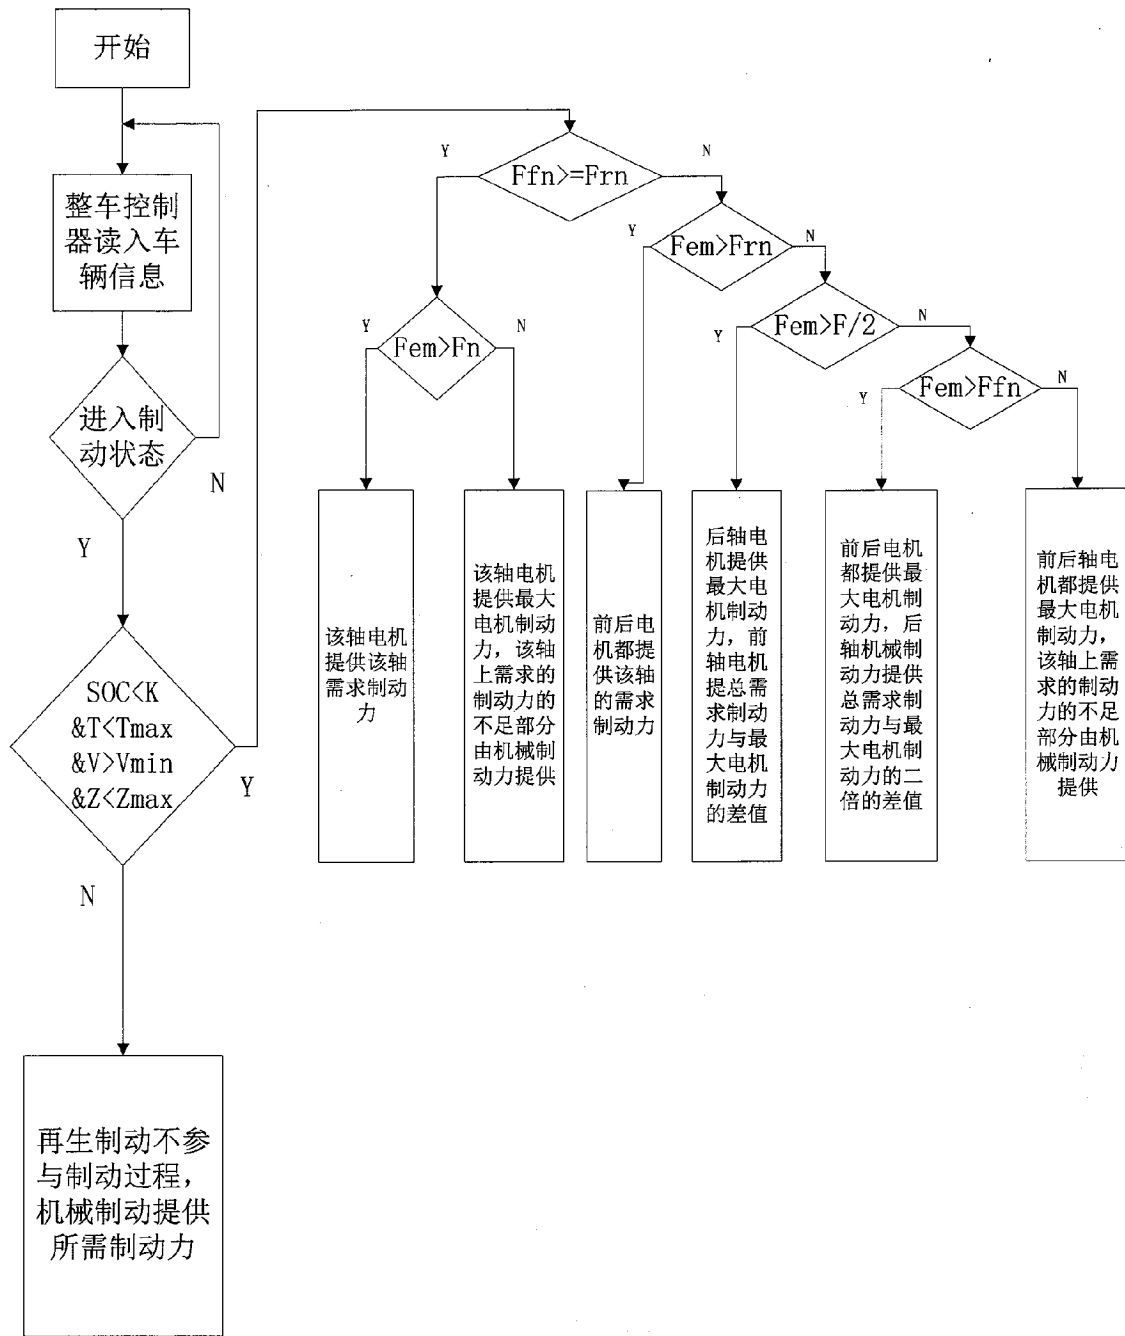 开始
整车控制
器读入车
辆信息
进入制
动状态
N
Y
SOC<K
&T<Tmax
&V>Vmin
&Z<Zmax
Y
N
再生制动不参
与制动过程，
机械制动提供
所需制动力
Ffn>=Frn
Y
N
Fem>Fn
Y
N
Fem>Frn
Y
N
Fem>F/2
Y
N
Fem>Ffn
Y
N
该轴电机
提供该轴
需求制动
力
该轴电机
提供最大
电机制动
力，该轴
上需求的
制动力的
不足部分
由机械制
动力提供
前后电
机都提
供该轴
的需求
制动力
后轴电
机提供
最大电
机制动
力，前
轴电机
提总需
求制动
力与最
大电机
制动力
的差值
前后电机
都提供最
大电机制
动力，后
轴机械制
动力提供
总需求制
动力与最
大电机制
动力的二
倍的差值
前后轴电
机都提供
最大电机
制动力，
该轴上需
求的制动
力的不足
部分由机
械制动力
提供